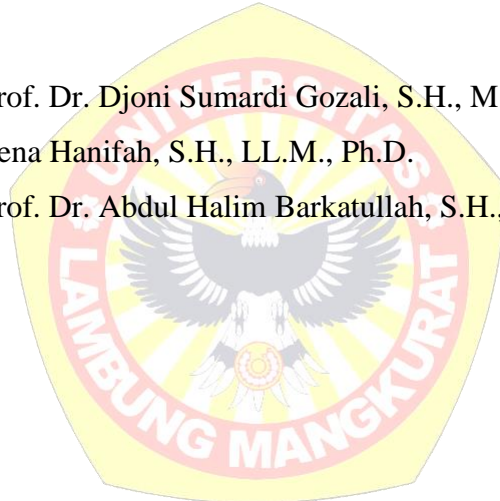 rof. Dr. Djoni Sumardi Gozali, S.H., M
ena Hanifah, S.H., LL.M., Ph.D.
rof. Dr. Abdul Halim Barkatullah, S.H.,
UNIVERSITAS
LAMBUNG MANGKURAT